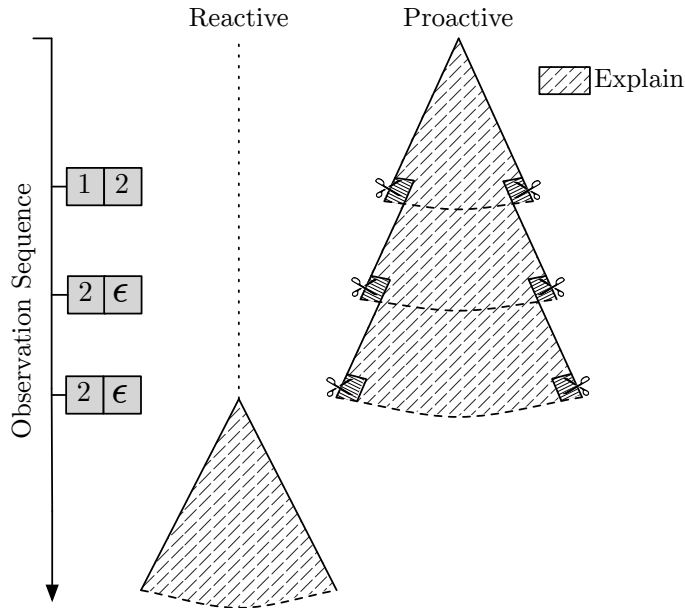 Reactive
Proactive
Explain
Observation Sequence
1 2
2 ϵ
2 ϵ